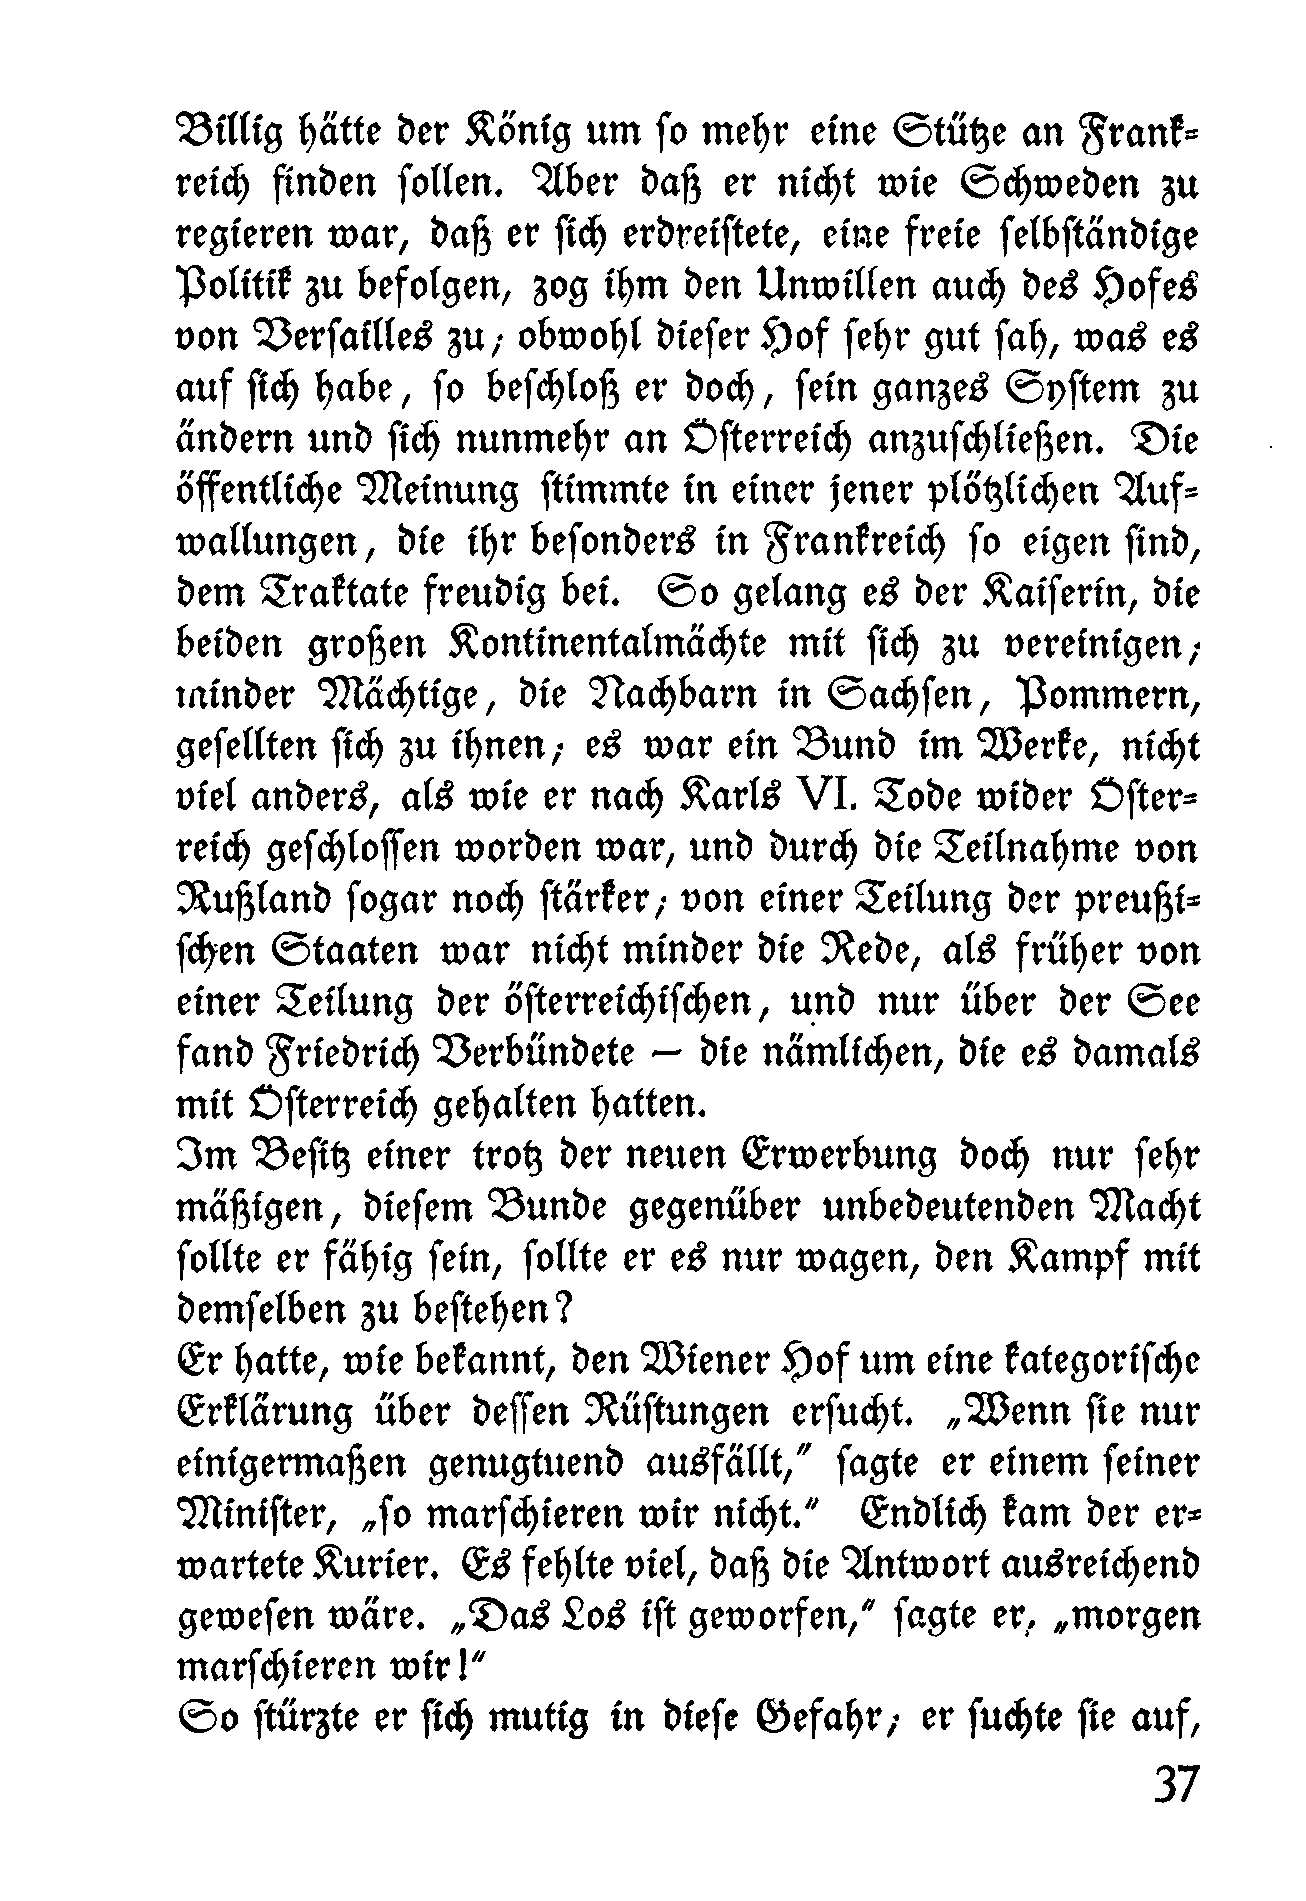 Billig hätte der König um so mehr eine Stütze an Frank-
reich finden sollen. Aber daß er nicht wie Schweden zu
regieren war, daß er sich erdreistete, eine freie selbständige
Politik zu befolgen, zog ihm den Unwillen auch des Hofes
von Versailles zu; obwohl dieser Hof sehr gut sah, was es
auf sich habe, so beschloß er doch, sein ganzes System zu
ändern und sich nunmehr an Österreich anzuschließen. Die
öffentliche Meinung stimmte in einer jener plötzlichen Auf-
wallungen, die ihr besonders in Frankreich so eigen sind,
dem Traktate freudig bei. So gelang es der Kaiserin, die
beiden großen Kontinentalmächte mit sich zu vereinigen;
minder Mächtige, die Nachbarn in Sachsen, Pommern,
gesellten sich zu ihnen; es war ein Bund im Werke, nicht
viel anders, als wie er nach Karls VI. Tode wider Öster-
reich geschlossen worden war, und durch die Teilnahme von
Rußland sogar noch stärker; von einer Teilung der preußi-
schen Staaten war nicht minder die Rede, als früher von
einer Teilung der österreichischen, und nur über der See
fand Friedrich Verbündete — die nämlichen, die es damals
mit Österreich gehalten hatten.
Im Besitz einer trotz der neuen Erwerbung doch nur sehr
mäßigen, diesem Bunde gegenüber unbedeutenden Macht
sollte er fähig sein, sollte er es nur wagen, den Kampf mit
demselben zu bestehen?
Er hatte, wie bekannt, den Wiener Hof um eine kategorische
Erklärung über dessen Rüstungen ersucht. „Wenn sie nur
einigermaßen genugtuend ausfällt,“ sagte er einem seiner
Minister, „so marschieren wir nicht.“ Endlich kam der er-
wartete Kurier. Es fehlte viel, daß die Antwort ausreichend
gewesen wäre. „Das Los ist geworfen,“ sagte er, „morgen
marschieren wir!“
So stürzte er sich mutig in diese Gefahr; er suchte sie auf,
37